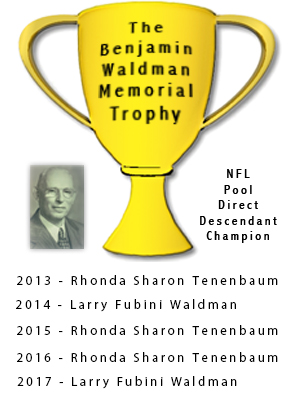 The
Benjamin
Waldman
Memorial
Trophy
NFL
Pool
Direct
Descendant
Champion
2013 - Rhonda Sharon Tenenbaum
2014 - Larry Fubini Waldman
2015 - Rhonda Sharon Tenenbaum
2016 - Rhonda Sharon Tenenbaum
2017 - Larry Fubini Waldman